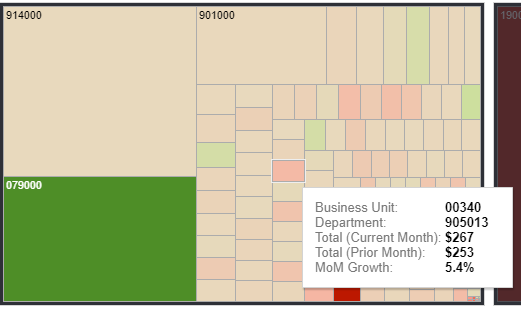 914000
901000
1900
079000
Business Unit: 00340
Department: 905013
Total (Current Month): $267
Total (Prior Month): $253
MoM Growth: 5.4%